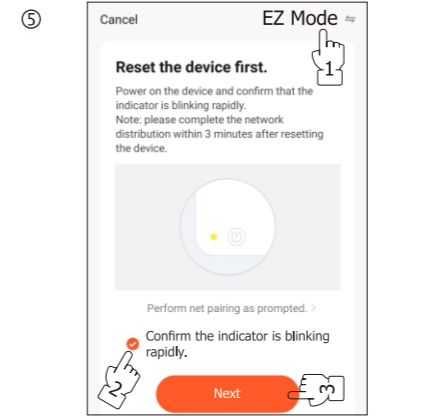 ⑤
Cancel EZ Mode ⇋
1
Reset the device first.
Power on the device and confirm that the
indicator is blinking rapidly.
Note: please complete the network
distribution within 3 minutes after resetting
the device.
Perform net pairing as prompted. >
Confirm the indicator is blinking
rapidly.
2
Next 3